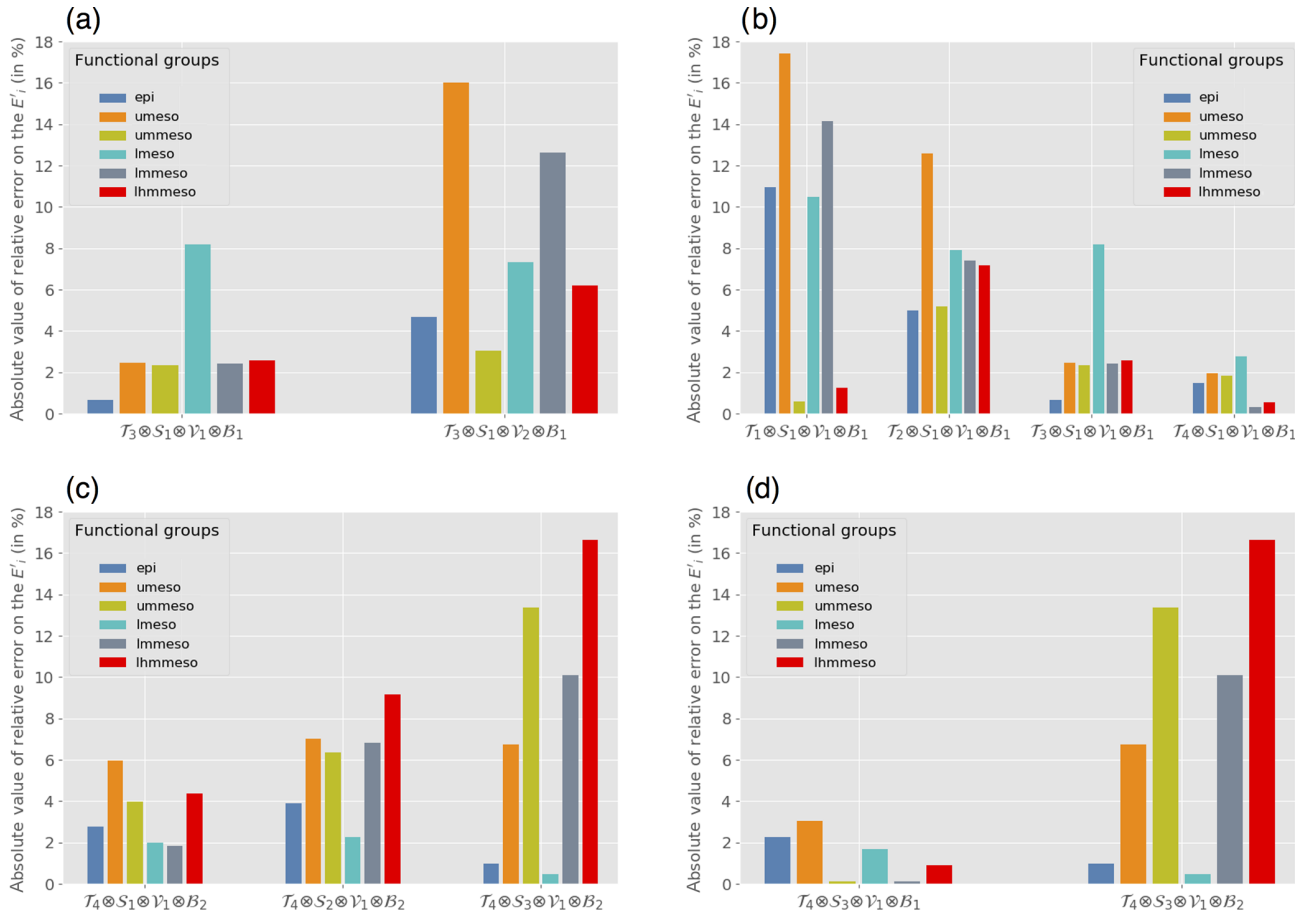 (a)
Absolute value of relative error on the E'ᵢ (in %)
18
16
14
12
10
8
6
4
2
0
Functional groups
epi
umeso
ummeso
lmeso
lmmeso
lhmmeso
𝒯₃⊗𝒮₁⊗𝒱₁⊗ℬ₁ 𝒯₃⊗𝒮₁⊗𝒱₂⊗ℬ₁
(b)
Absolute value of relative error on the E'ᵢ (in %)
18
16
14
12
10
8
6
4
2
0
Functional groups
epi
umeso
ummeso
lmeso
lmmeso
lhmmeso
𝒯₁⊗𝒮₁⊗𝒱₁⊗ℬ₁ 𝒯₂⊗𝒮₁⊗𝒱₁⊗ℬ₁ 𝒯₃⊗𝒮₁⊗𝒱₁⊗ℬ₁ 𝒯₄⊗𝒮₁⊗𝒱₁⊗ℬ₁
(c)
Absolute value of relative error on the E'ᵢ (in %)
18
16
14
12
10
8
6
4
2
0
Functional groups
epi
umeso
ummeso
lmeso
lmmeso
lhmmeso
𝒯₄⊗𝒮₁⊗𝒱₁⊗ℬ₂ 𝒯₄⊗𝒮₂⊗𝒱₁⊗ℬ₂ 𝒯₄⊗𝒮₃⊗𝒱₁⊗ℬ₂
(d)
Absolute value of relative error on the E'ᵢ (in %)
18
16
14
12
10
8
6
4
2
0
Functional groups
epi
umeso
ummeso
lmeso
lmmeso
lhmmeso
𝒯₄⊗𝒮₃⊗𝒱₁⊗ℬ₁ 𝒯₄⊗𝒮₃⊗𝒱₁⊗ℬ₂